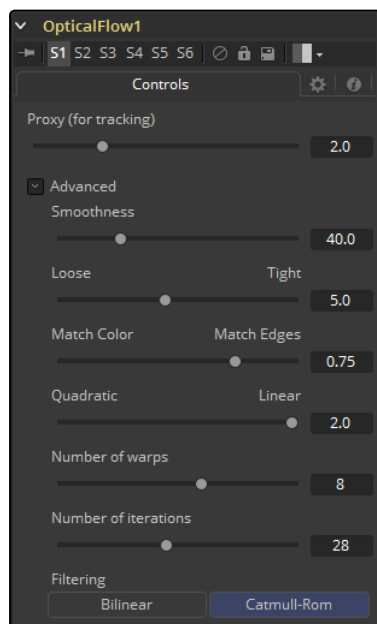 OpticalFlow1
S1 S2 S3 S4 S5 S6
Controls
Proxy (for tracking)
2.0
Advanced
Smoothness
40.0
Loose Tight
5.0
Match Color Match Edges
0.75
Quadratic Linear
2.0
Number of warps
8
Number of iterations
28
Filtering
Bilinear Catmull-Rom